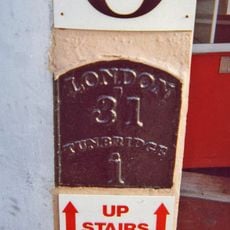 LONDON
31
TUNBRIDGE
1
UP
STAIRS